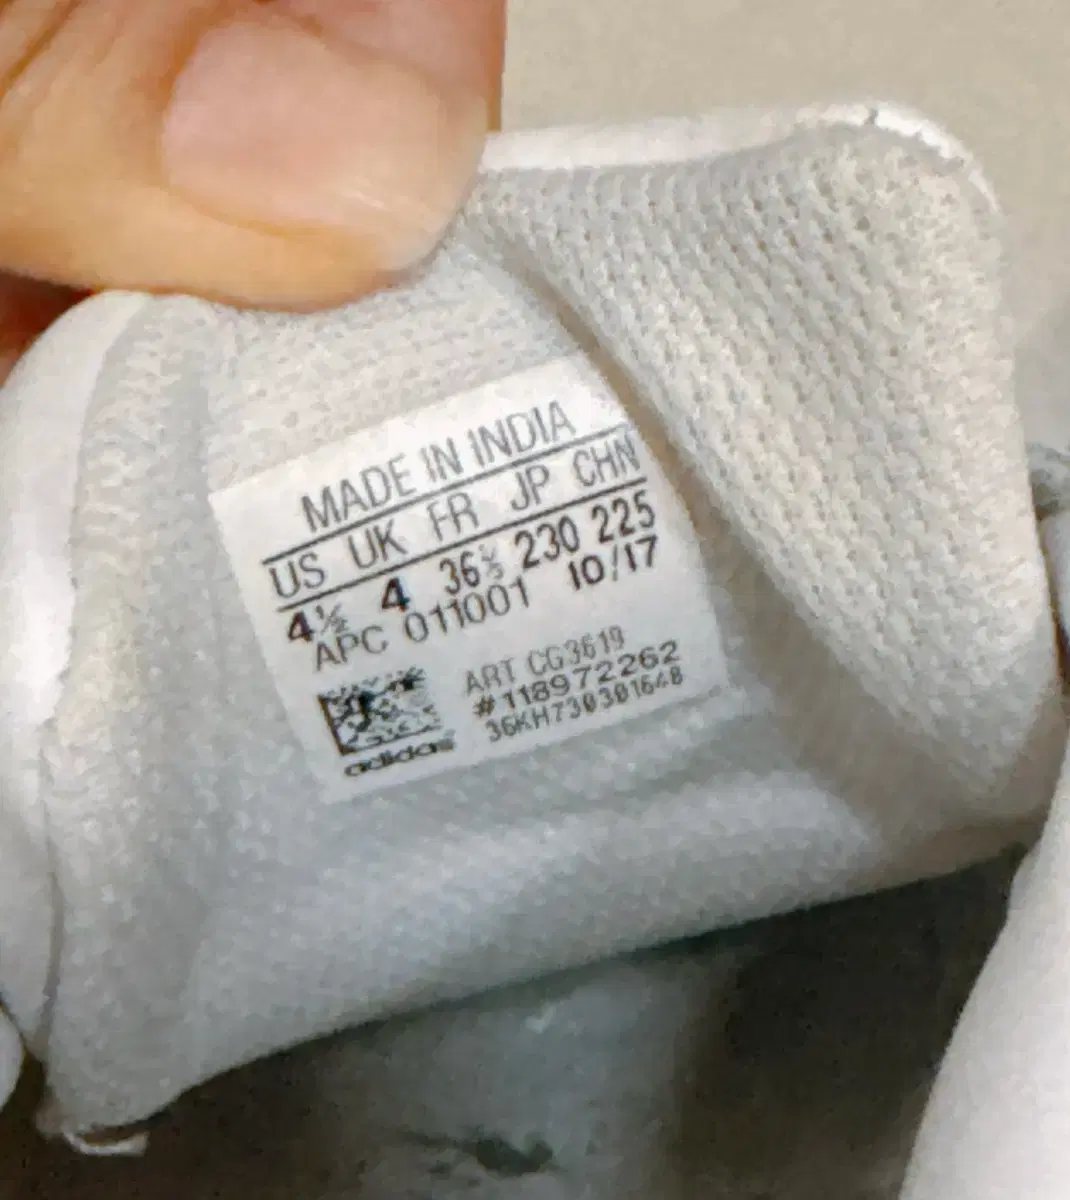 MADE IN INDIA
US UK FR JP CHN
4½ 4 36⅔ 230 225
APC 011001 10/17
ART CG3619
#118972262
36KH730301648
adidas